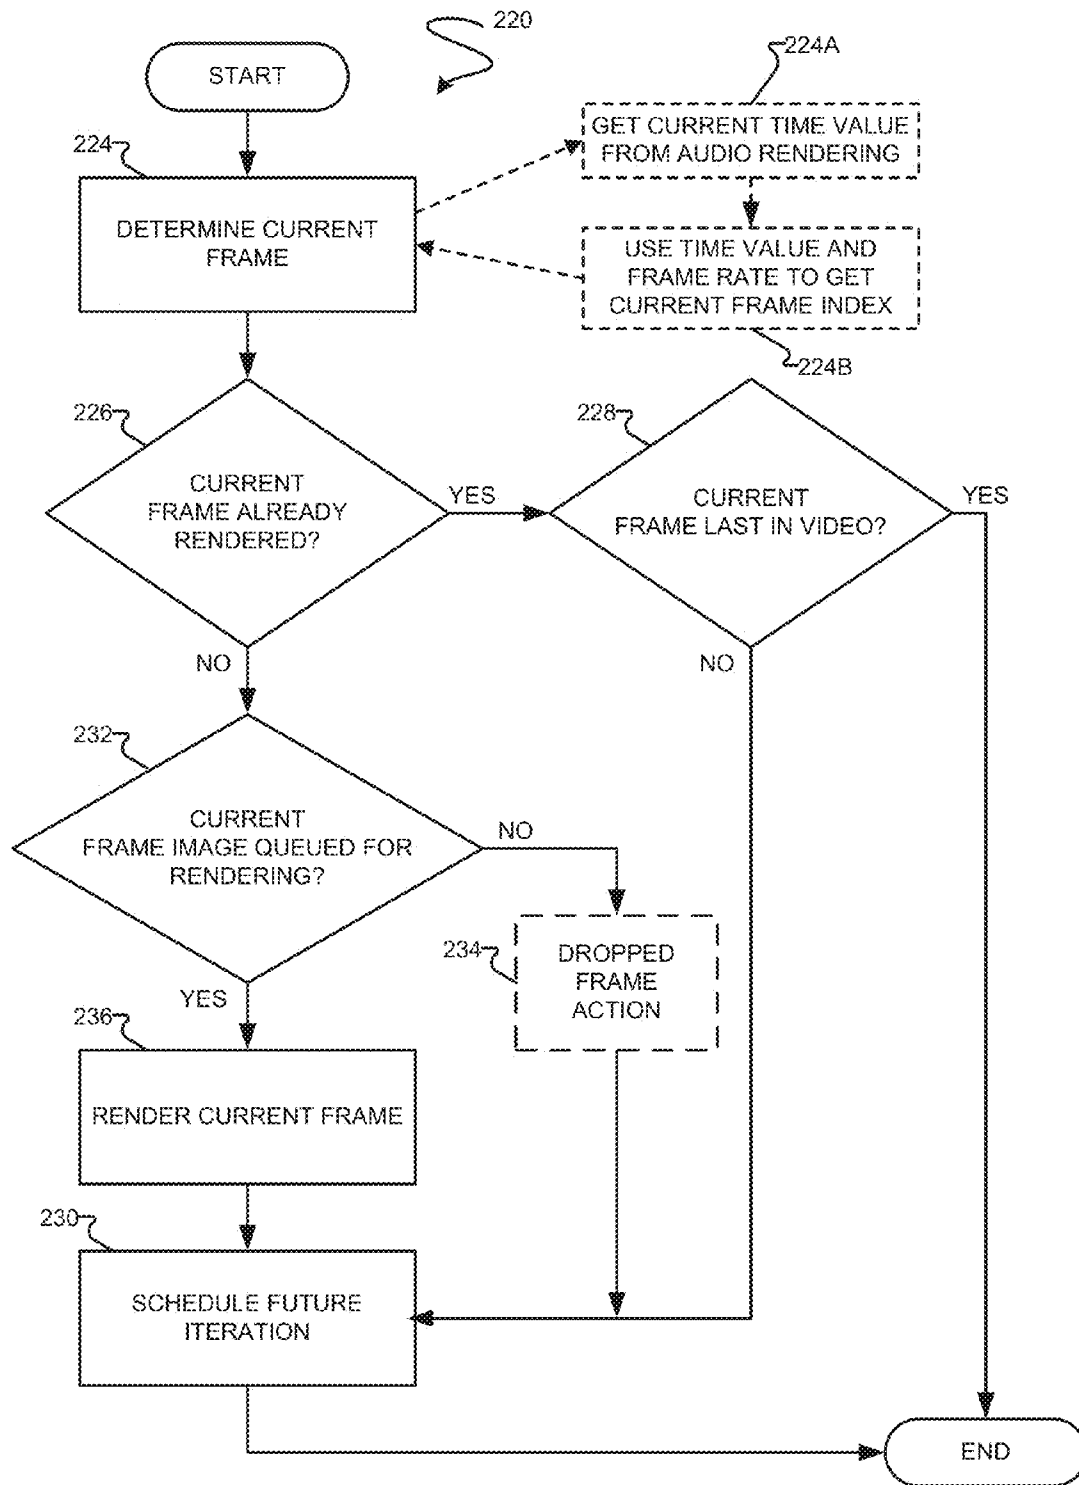 220
START
224A
GET CURRENT TIME VALUE
FROM AUDIO RENDERING
224
DETERMINE CURRENT
FRAME
USE TIME VALUE AND
FRAME RATE TO GET
CURRENT FRAME INDEX
224B
226
CURRENT
FRAME ALREADY
RENDERED?
YES
NO
228
CURRENT
FRAME LAST IN VIDEO?
YES
NO
232
CURRENT
FRAME IMAGE QUEUED FOR
RENDERING?
NO
YES
234
DROPPED
FRAME
ACTION
236
RENDER CURRENT FRAME
230
SCHEDULE FUTURE
ITERATION
END